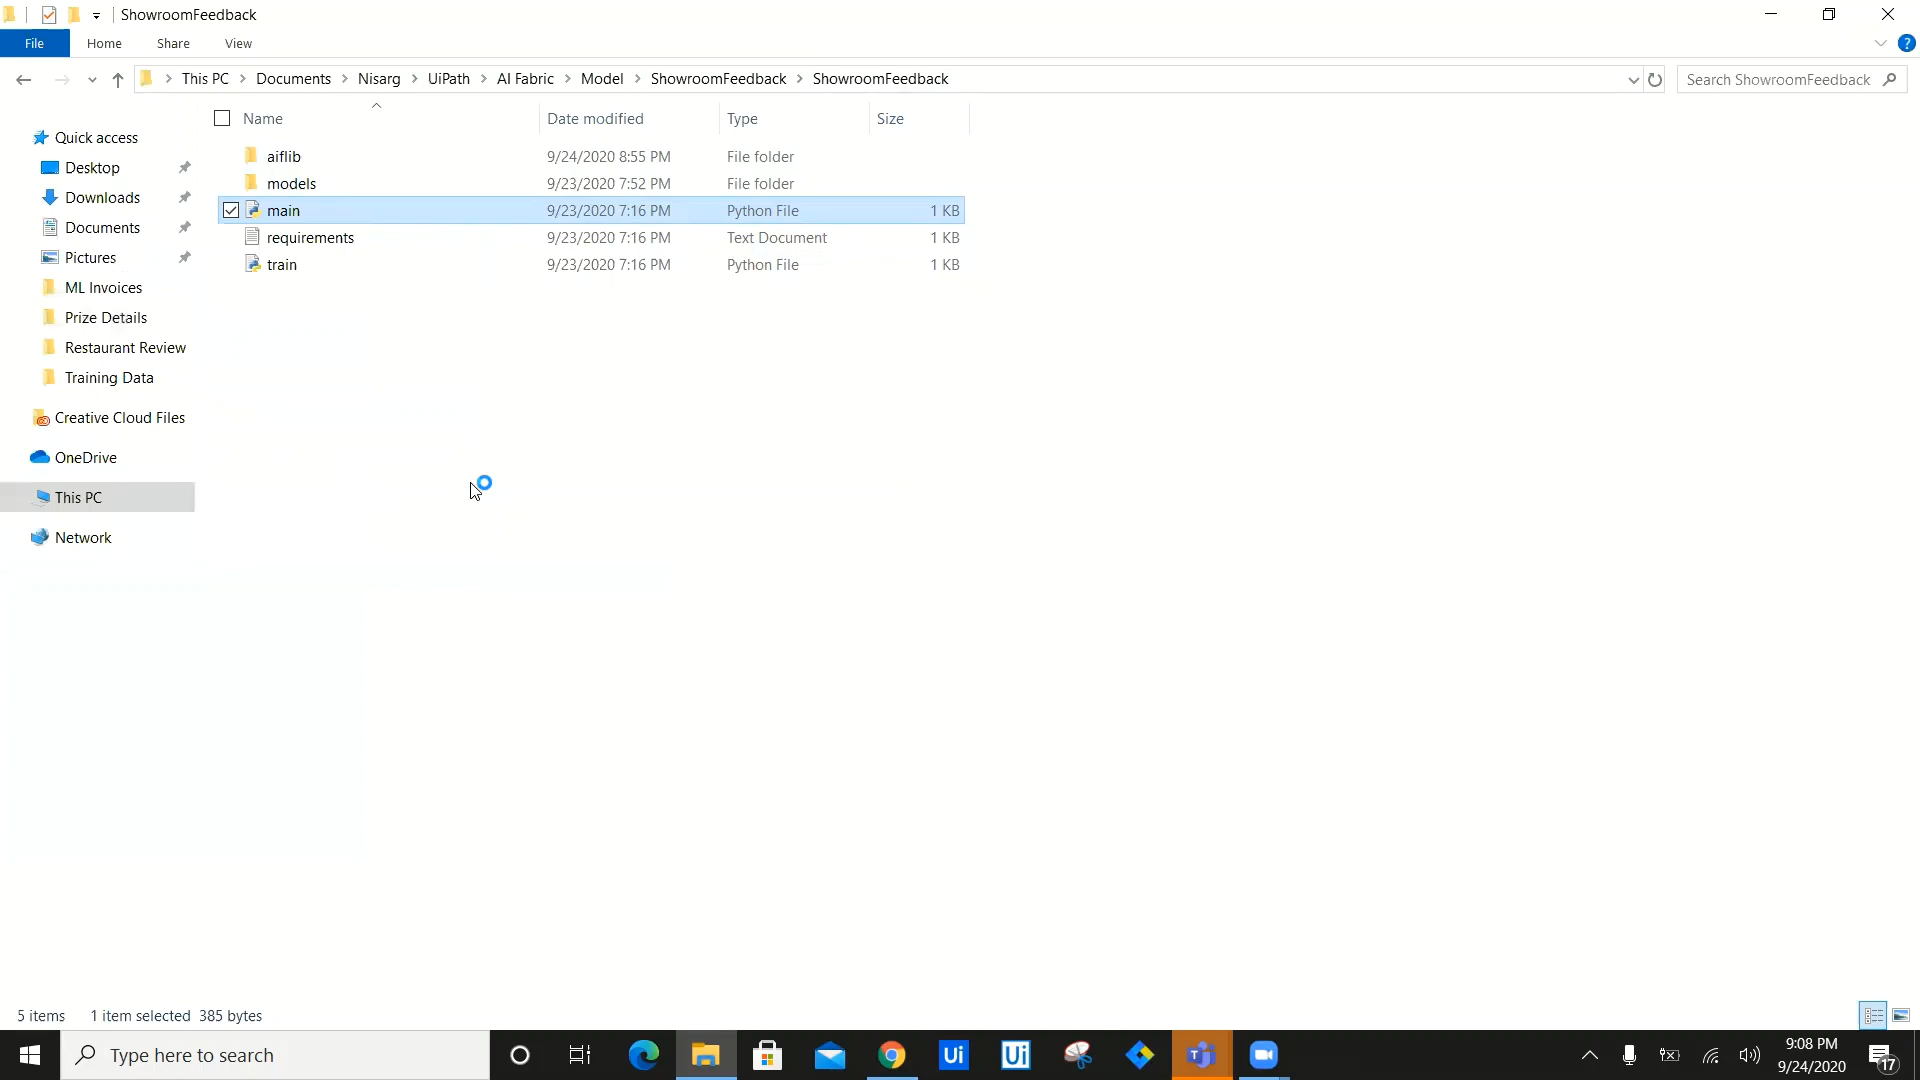 ShowroomFeedback
File Home Share View
This PC Documents Nisarg UiPath AI Fabric Model ShowroomFeedback ShowroomFeedback
Search ShowroomFeedback
Name Date modified Type Size
aiflib 9/24/2020 8:55 PM File folder
models 9/23/2020 7:52 PM File folder
main 9/23/2020 7:16 PM Python File 1 KB
requirements 9/23/2020 7:16 PM Text Document 1 KB
train 9/23/2020 7:16 PM Python File 1 KB
Quick access
Desktop
Downloads
Documents
Pictures
ML Invoices
Prize Details
Restaurant Review
Training Data
Creative Cloud Files
OneDrive
This PC
Network
5 items 1 item selected 385 bytes
Type here to search
Ui
Ui
T
9:08 PM
9/24/2020
17